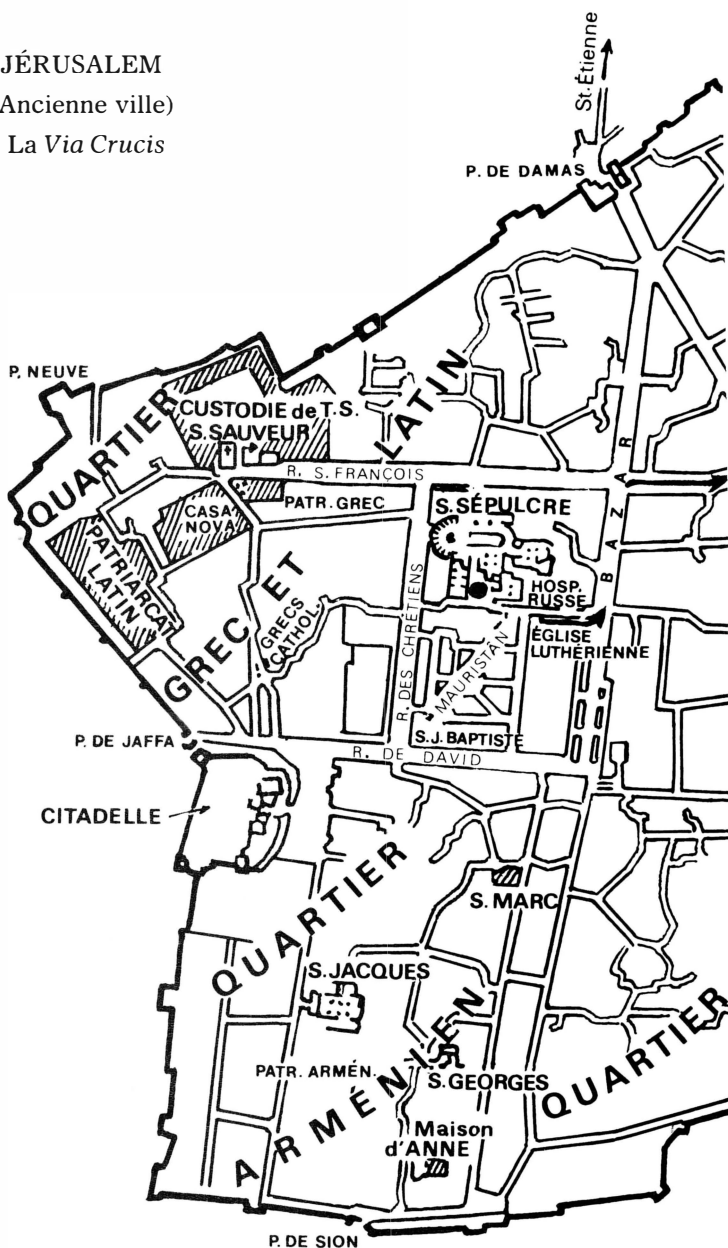 JÉRUSALEM
Ancienne ville)
La Via Crucis
St. Étienne
P. DE DAMAS
P. NEUVE
QUARTIER
LATIN
CUSTODIE de T.S.
S. SAUVEUR
R. S. FRANÇOIS
CASA
NOVA
PATR. GREC
S. SÉPULCRE
BAZAR
PATRIARCAT
LATIN
GREC ET
GRECS
CATHOL.
R. DES CHRÉTIENS
HOSP.
RUSSE
ÉGLISE
LUTHÉRIENNE
MAURISTÁN
S.J. BAPTISTE
P. DE JAFFA
R. DE DAVID
CITADELLE
QUARTIER
S. MARC
S. JACQUES
ARMÉNIEN
PATR. ARMÉN.
S. GEORGES
QUARTIER
Maison
d'ANNE
P. DE SION